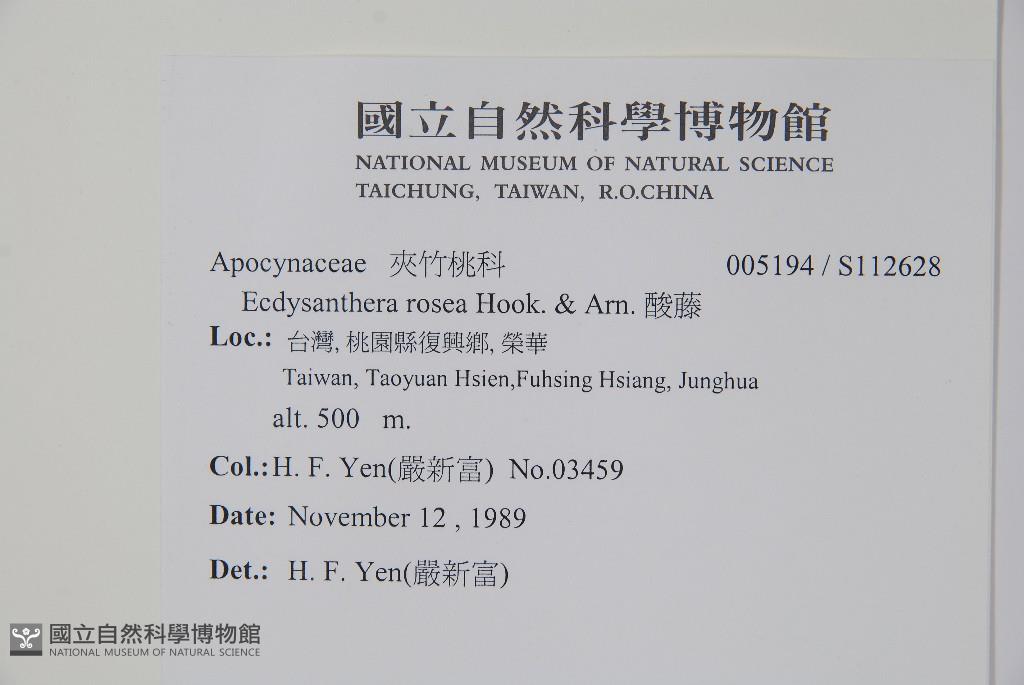 國立自然科學博物館
NATIONAL MUSEUM OF NATURAL SCIENCE
TAICHUNG, TAIWAN, R.O.CHINA
Apocynaceae 夾竹桃科 005194 / S112628
Ecdysanthera rosea Hook. & Arn. 酸藤
Loc.: 台灣, 桃園縣復興鄉, 榮華
Taiwan, Taoyuan Hsien,Fuhsing Hsiang, Junghua
alt. 500 m.
Col.: H. F. Yen(嚴新富) No.03459
Date: November 12 , 1989
Det.: H. F. Yen(嚴新富)
國立自然科學博物館
NATIONAL MUSEUM OF NATURAL SCIENCE